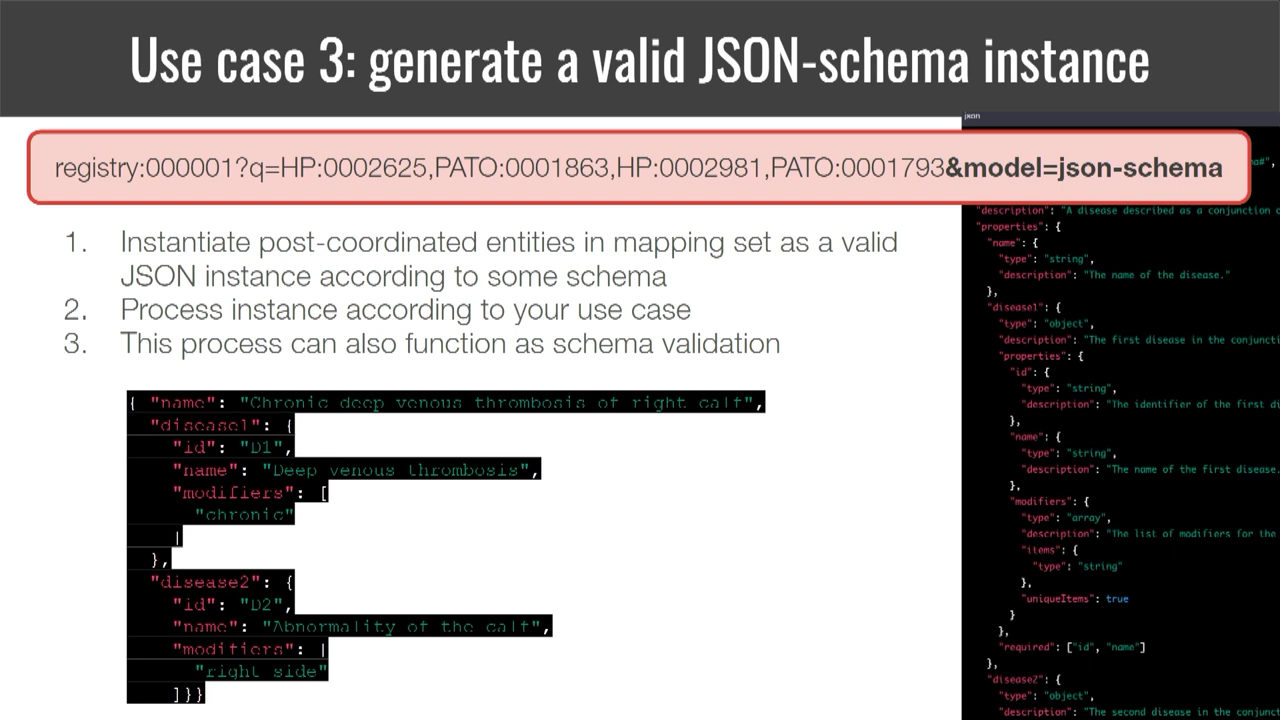 Use case 3: generate a valid JSON-schema instance
registry:000001?q=HP:0002625,PATO:0001863,HP:0002981,PATO:0001793&model=json-schema
1. Instantiate post-coordinated entities in mapping set as a valid
JSON instance according to some schema
2. Process instance according to your use case
3. This process can also function as schema validation
{ "name": "Chronic deep venous thrombosis of right calf",
"disease1": {
"id": "D1",
"name": "Deep venous thrombosis",
"modifiers": [
"chronic"
]
},
"disease2": {
"id": "D2",
"name": "Abnormality of the calf",
"modifiers": [
"right side"
]}}
json
"description": "A disease described as a conjunction
"properties": {
"name": {
"type": "string",
"description": "The name of the disease."
},
"disease1": {
"type": "object",
"description": "The first disease in the conjuncti
"properties": {
"id": {
"type": "string",
"description": "The identifier of the first di
},
"name": {
"type": "string",
"description": "The name of the first disease.
},
"modifiers": {
"type": "array",
"description": "The list of modifiers for the
"items": {
"type": "string"
},
"uniqueItems": true
}
},
"required": ["id", "name"]
},
"disease2": {
"type": "object",
"description": "The second disease in the conjunct